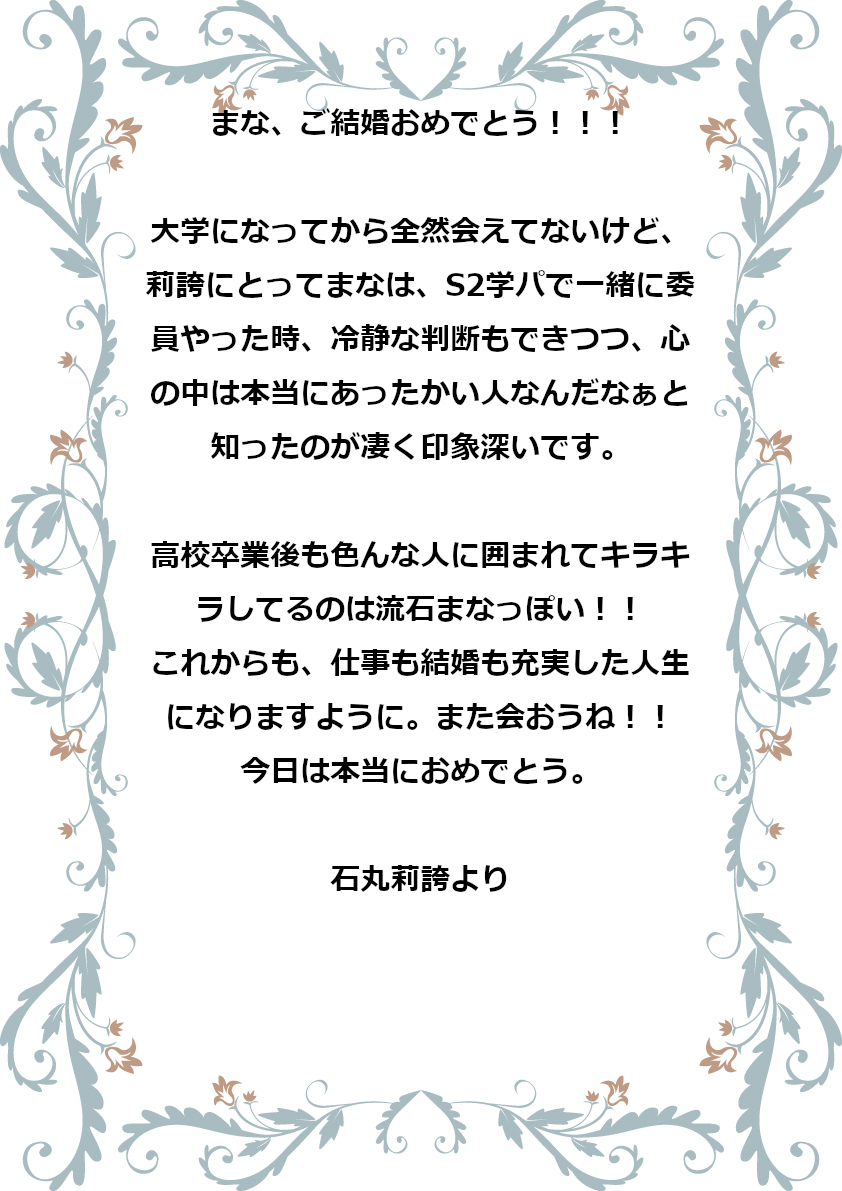 まな、ご結婚おめでとう！！！
大学になってから全然会えてないけど、
莉誇にとってまなは、S2学パで一緒に委
員やった時、冷静な判断もできつつ、心
の中は本当にあったかい人なんだなぁと
知ったのが凄く印象深いです。
高校卒業後も色んな人に囲まれてキラキ
ラしてるのは流石まなっぽい！！
これからも、仕事も結婚も充実した人生
になりますように。また会おうね！！
今日は本当におめでとう。
石丸莉誇より